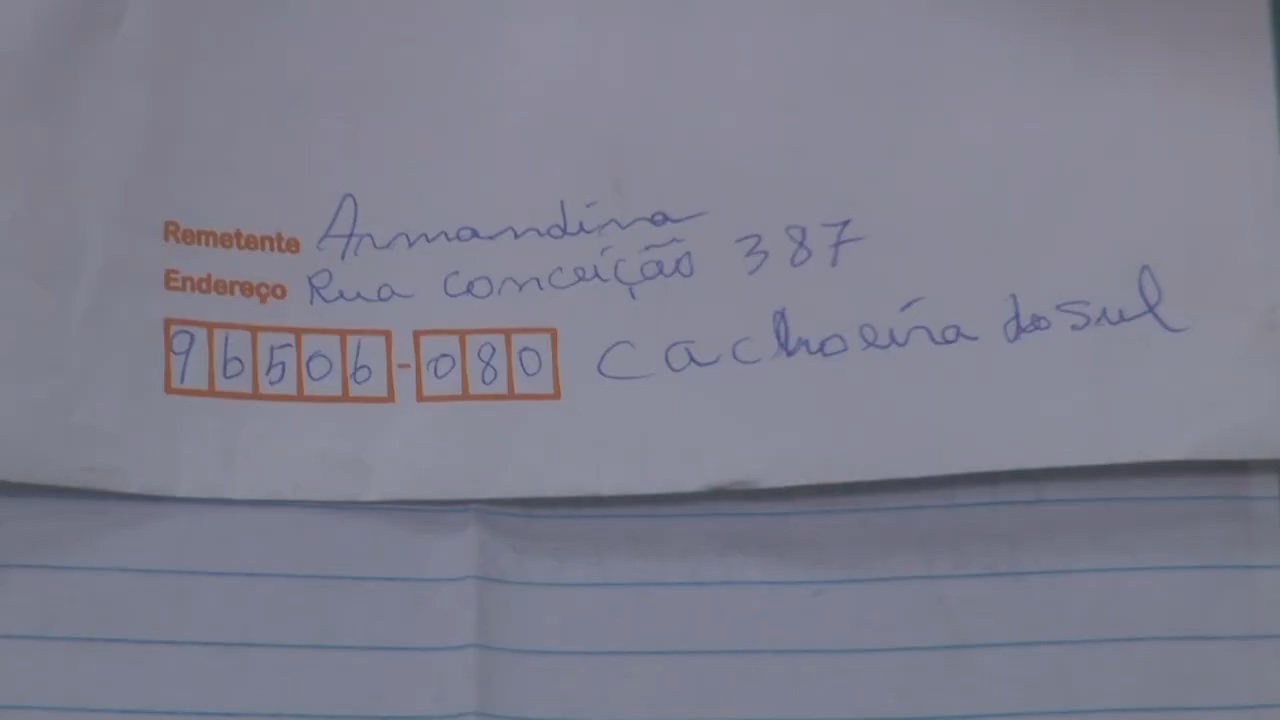 Remetente Armandina
Endereço Rua Conceição 387
96506-080 Cachoeira do Sul